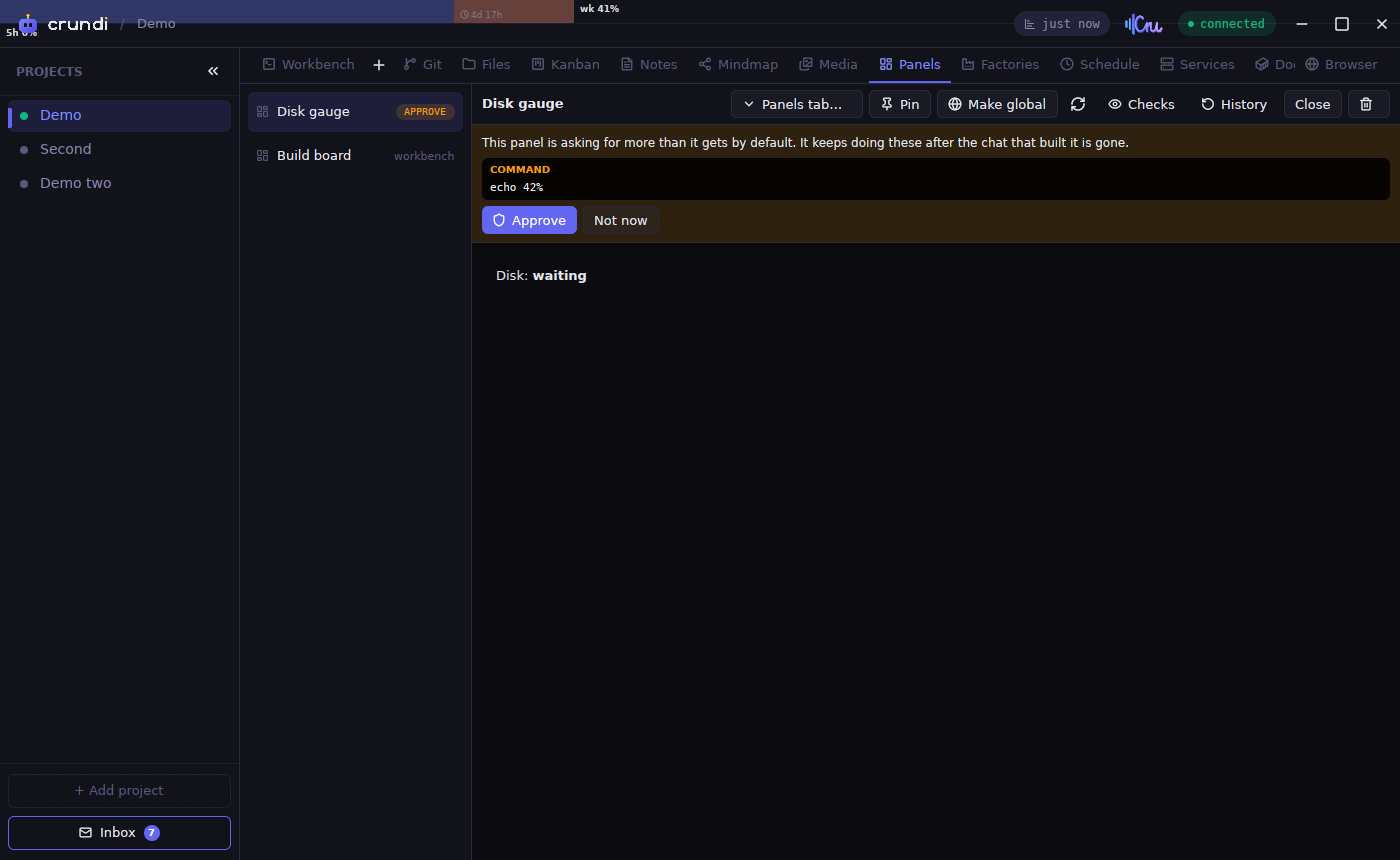 4d 17h
wk 41%
crundi / Demo
just now
Cru
connected
PROJECTS
Workbench
Git
Files
Kanban
Notes
Mindmap
Media
Panels
Factories
Schedule
Services
Browser
Demo
Second
Demo two
+ Add project
Inbox 7
Disk gauge APPROVE
Build board workbench
Disk gauge
Panels tab...
Pin
Make global
Checks
History
Close
This panel is asking for more than it gets by default. It keeps doing these after the chat that built it is gone.
COMMAND
echo 42%
Approve
Not now
Disk: waiting